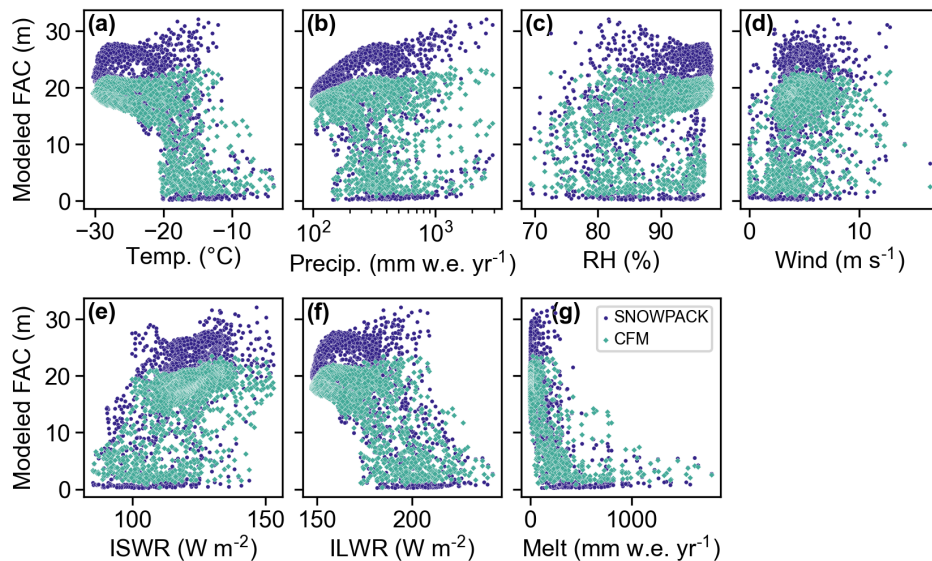 (a) (b) (c) (d)
Modeled FAC (m)
30
20
10
0
−30 −20 −10
Temp. (°C)
10² 10³
Precip. (mm w.e. yr⁻¹)
70 80 90
RH (%)
0 10
Wind (m s⁻¹)
(e) (f) (g)
SNOWPACK
CFM
Modeled FAC (m)
30
20
10
0
100 150
ISWR (W m⁻²)
150 200
ILWR (W m⁻²)
0 1000
Melt (mm w.e. yr⁻¹)